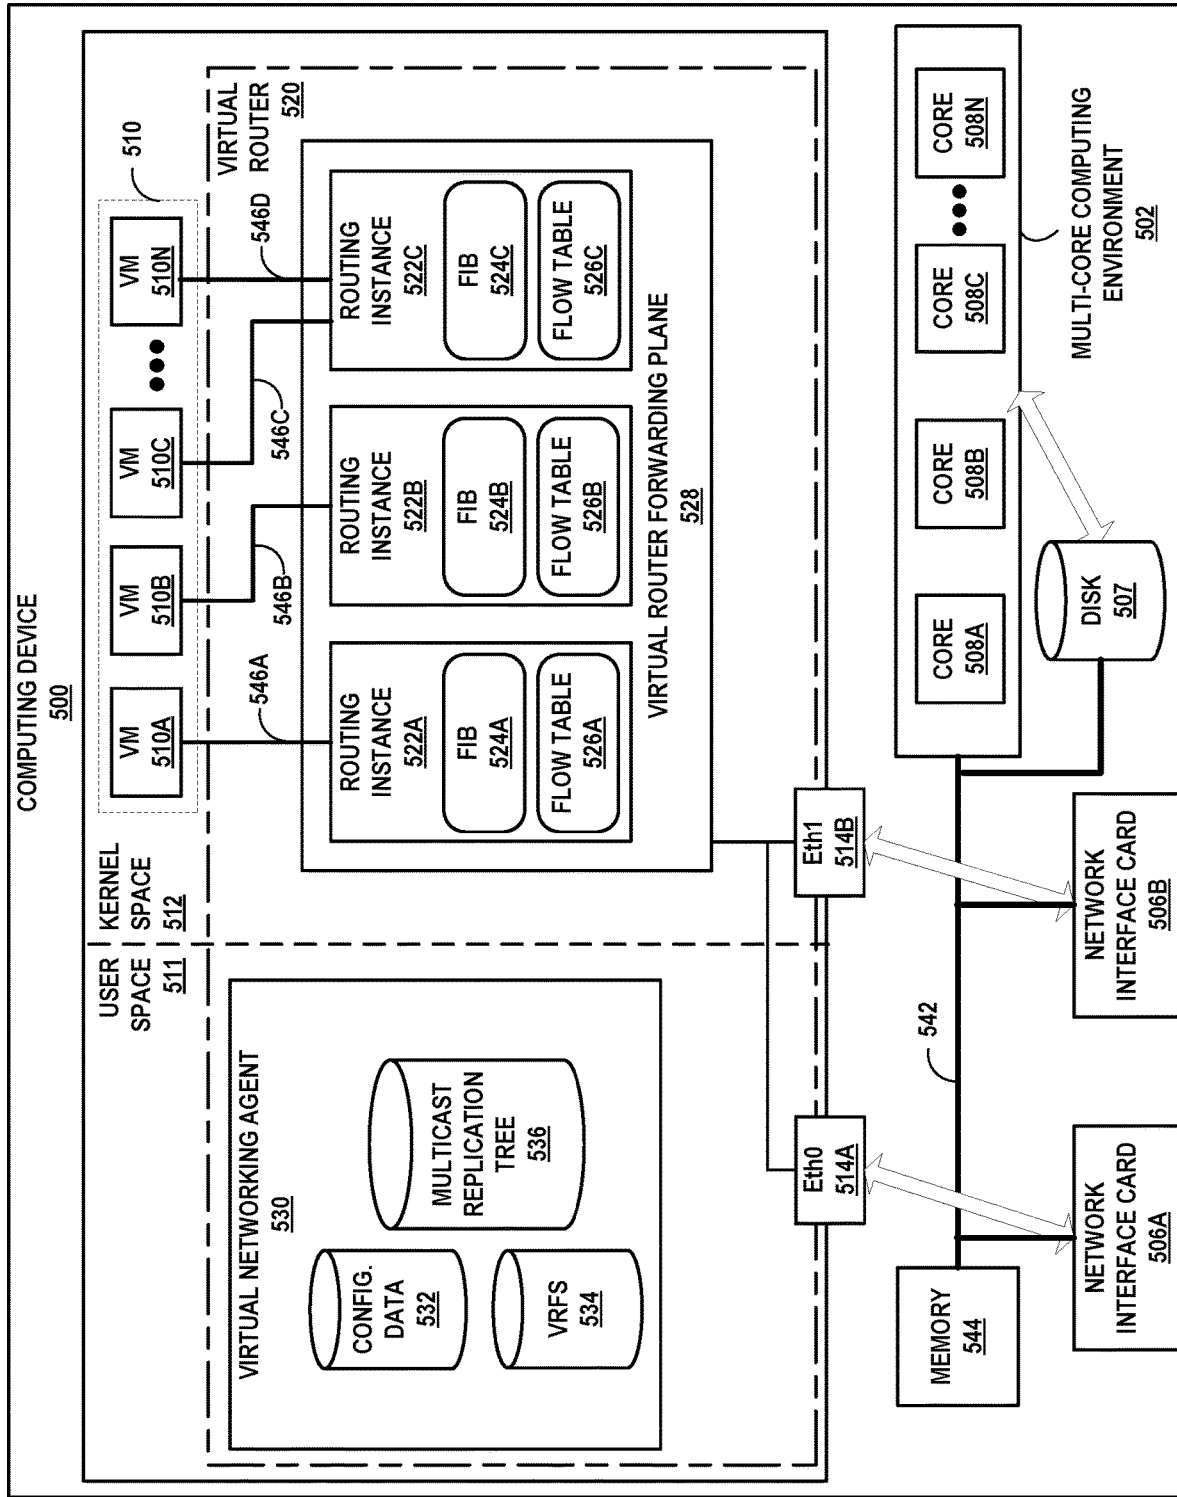 COMPUTING DEVICE
500
USER
SPACE
511
KERNEL
SPACE
512
VM
510A
VM
510B
VM
510C
VM
510N
510
546A
546B
546C
546D
VIRTUAL
ROUTER
520
VIRTUAL NETWORKING AGENT
530
CONFIG.
DATA
532
VRFS
534
MULTICAST
REPLICATION
TREE
536
ROUTING
INSTANCE
522A
FIB
524A
FLOW TABLE
526A
ROUTING
INSTANCE
522B
FIB
524B
FLOW TABLE
526B
ROUTING
INSTANCE
522C
FIB
524C
FLOW TABLE
526C
VIRTUAL ROUTER FORWARDING PLANE
528
Eth0
514A
Eth1
514B
MEMORY
544
542
CORE
508A
CORE
508B
CORE
508C
CORE
508N
MULTI-CORE COMPUTING
ENVIRONMENT
502
DISK
507
NETWORK
INTERFACE CARD
506A
NETWORK
INTERFACE CARD
506B